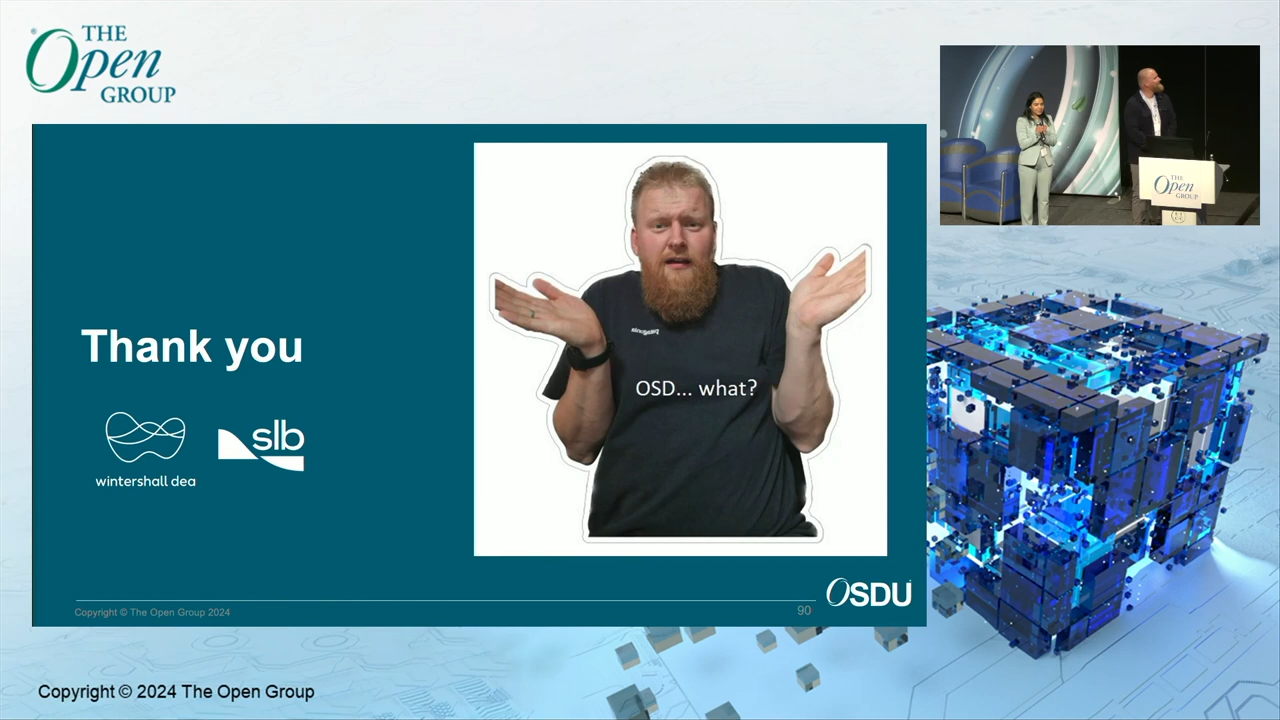 THE
Open
GROUP
THE
Open
GROUP
OSD... what?
Thank you
slb
wintershall dea
OSDU
Copyright © The Open Group 2024
90
Copyright © 2024 The Open Group